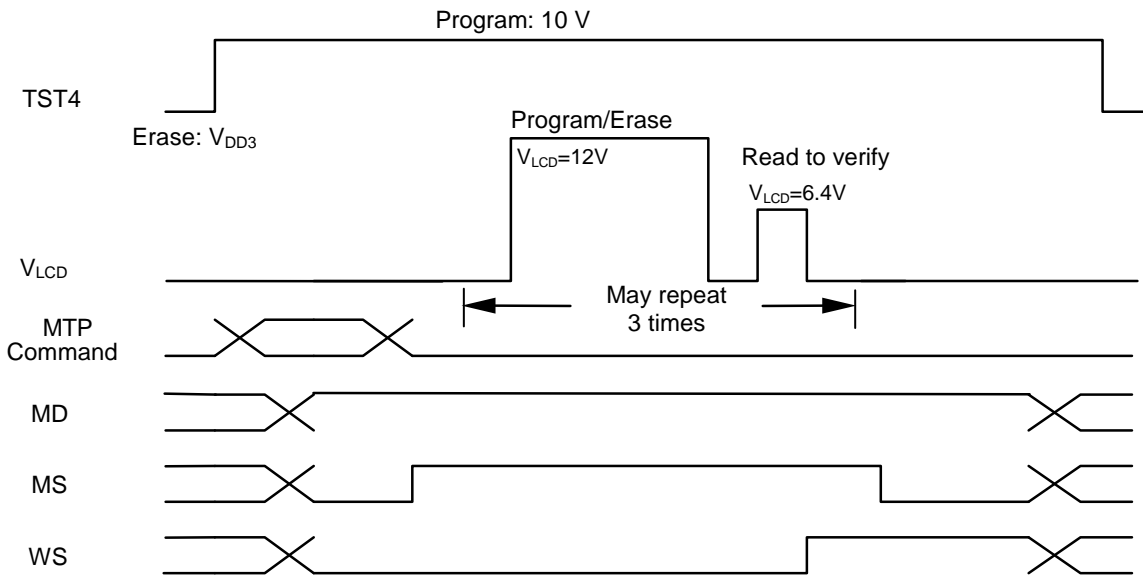 Program: 10 V
TST4
Erase: VDD3
Program/Erase
VLCD=12V
Read to verify
VLCD=6.4V
VLCD
May repeat
3 times
MTP
Command
MD
MS
WS